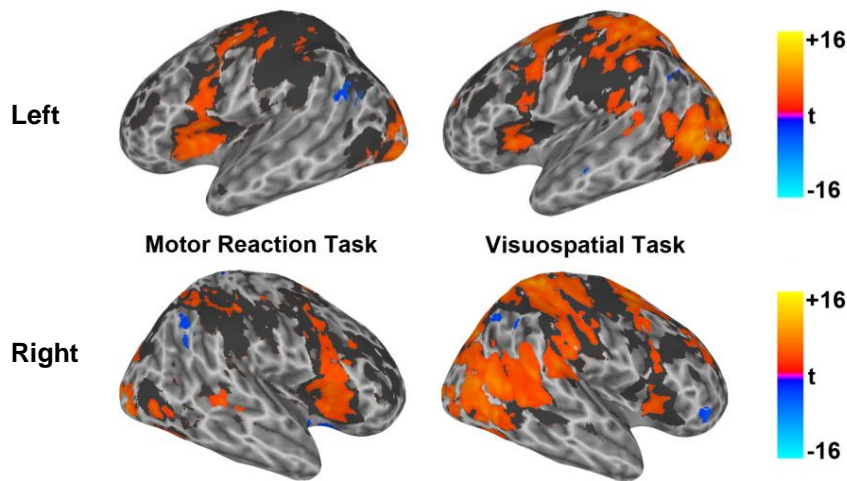 +16
Left
t
-16
Motor Reaction Task
Visuospatial Task
+16
Right
t
-16